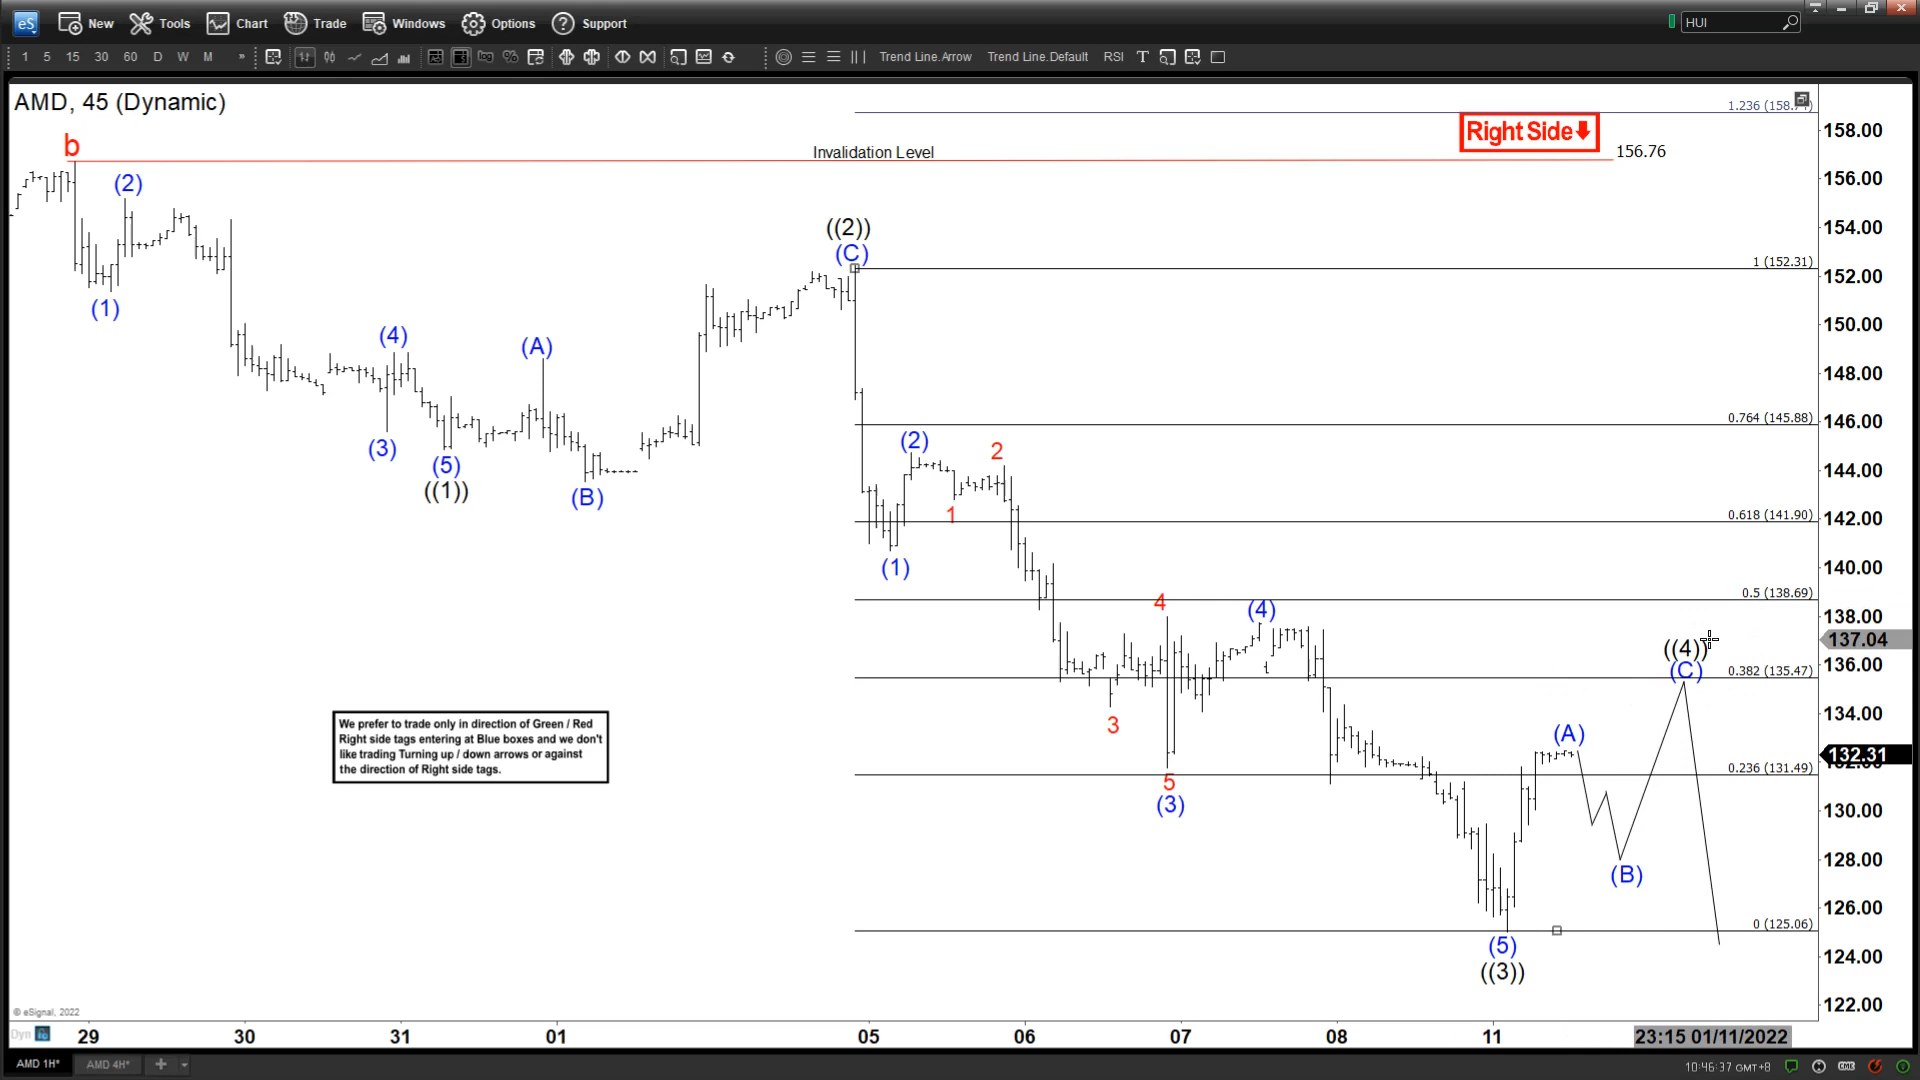 eS New Tools Chart Trade Windows Options Support HUI
1 5 15 30 60 D W M » Trend Line.Arrow Trend Line.Default RSI T
AMD, 45 (Dynamic)
Right Side
Invalidation Level
156.76
b
(2)
(1)
(4)
(3)
(5)
((1))
(A)
(B)
((2))
(C)
(2)
2
1
(1)
4
(4)
3
5
(3)
((4))
(C)
(A)
(B)
(5)
((3))
1 (152.31)
0.764 (145.88)
0.618 (141.90)
0.5 (138.69)
0.382 (135.47)
0.236 (131.49)
0 (125.06)
158.00
156.00
154.00
152.00
150.00
148.00
146.00
144.00
142.00
140.00
138.00
137.04
136.00
134.00
132.31
130.00
128.00
126.00
124.00
122.00
We prefer to trade only in direction of Green / Red
Right side tags entering at Blue boxes and we don't
like trading Turning up / down arrows or against
the direction of Right side tags.
© eSignal, 2022
Dyn 29 30 31 01 05 06 07 08 11 23:15 01/11/2022
AMD 1H* AMD 4H* + 10:46:37 GMT+8